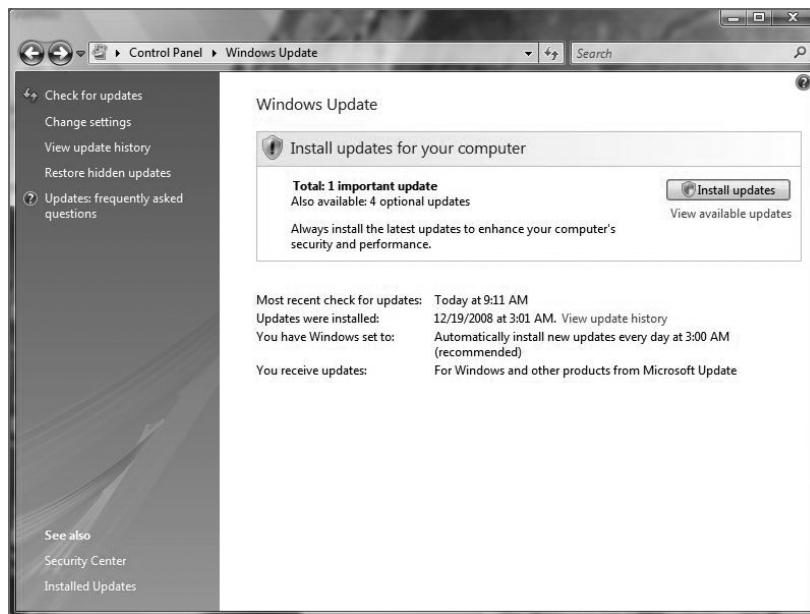 Control Panel ▸ Windows Update
Search
Check for updates
Change settings
View update history
Restore hidden updates
Updates: frequently asked
questions
See also
Security Center
Installed Updates
Windows Update
Install updates for your computer
Total: 1 important update
Also available: 4 optional updates
Always install the latest updates to enhance your computer's
security and performance.
Install updates
View available updates
Most recent check for updates: Today at 9:11 AM
Updates were installed: 12/19/2008 at 3:01 AM. View update history
You have Windows set to: Automatically install new updates every day at 3:00 AM
(recommended)
You receive updates: For Windows and other products from Microsoft Update